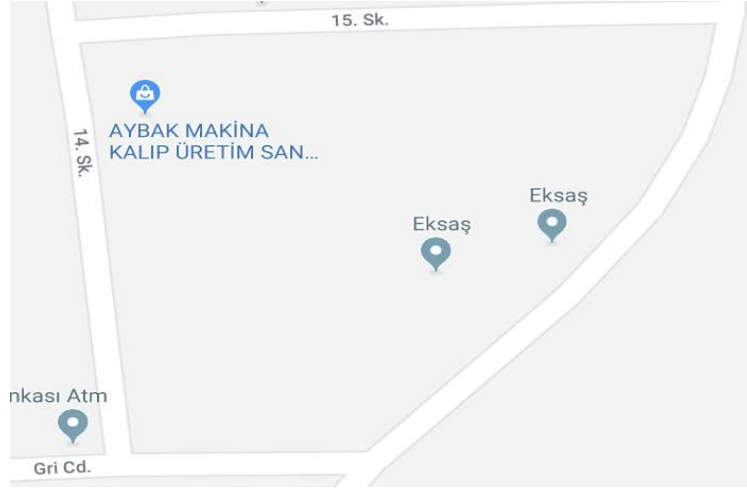 15. Sk.
14. Sk.
AYBAK MAKİNA
KALIP ÜRETİM SAN...
Eksaş
Eksaş
nkası Atm
Gri Cd.